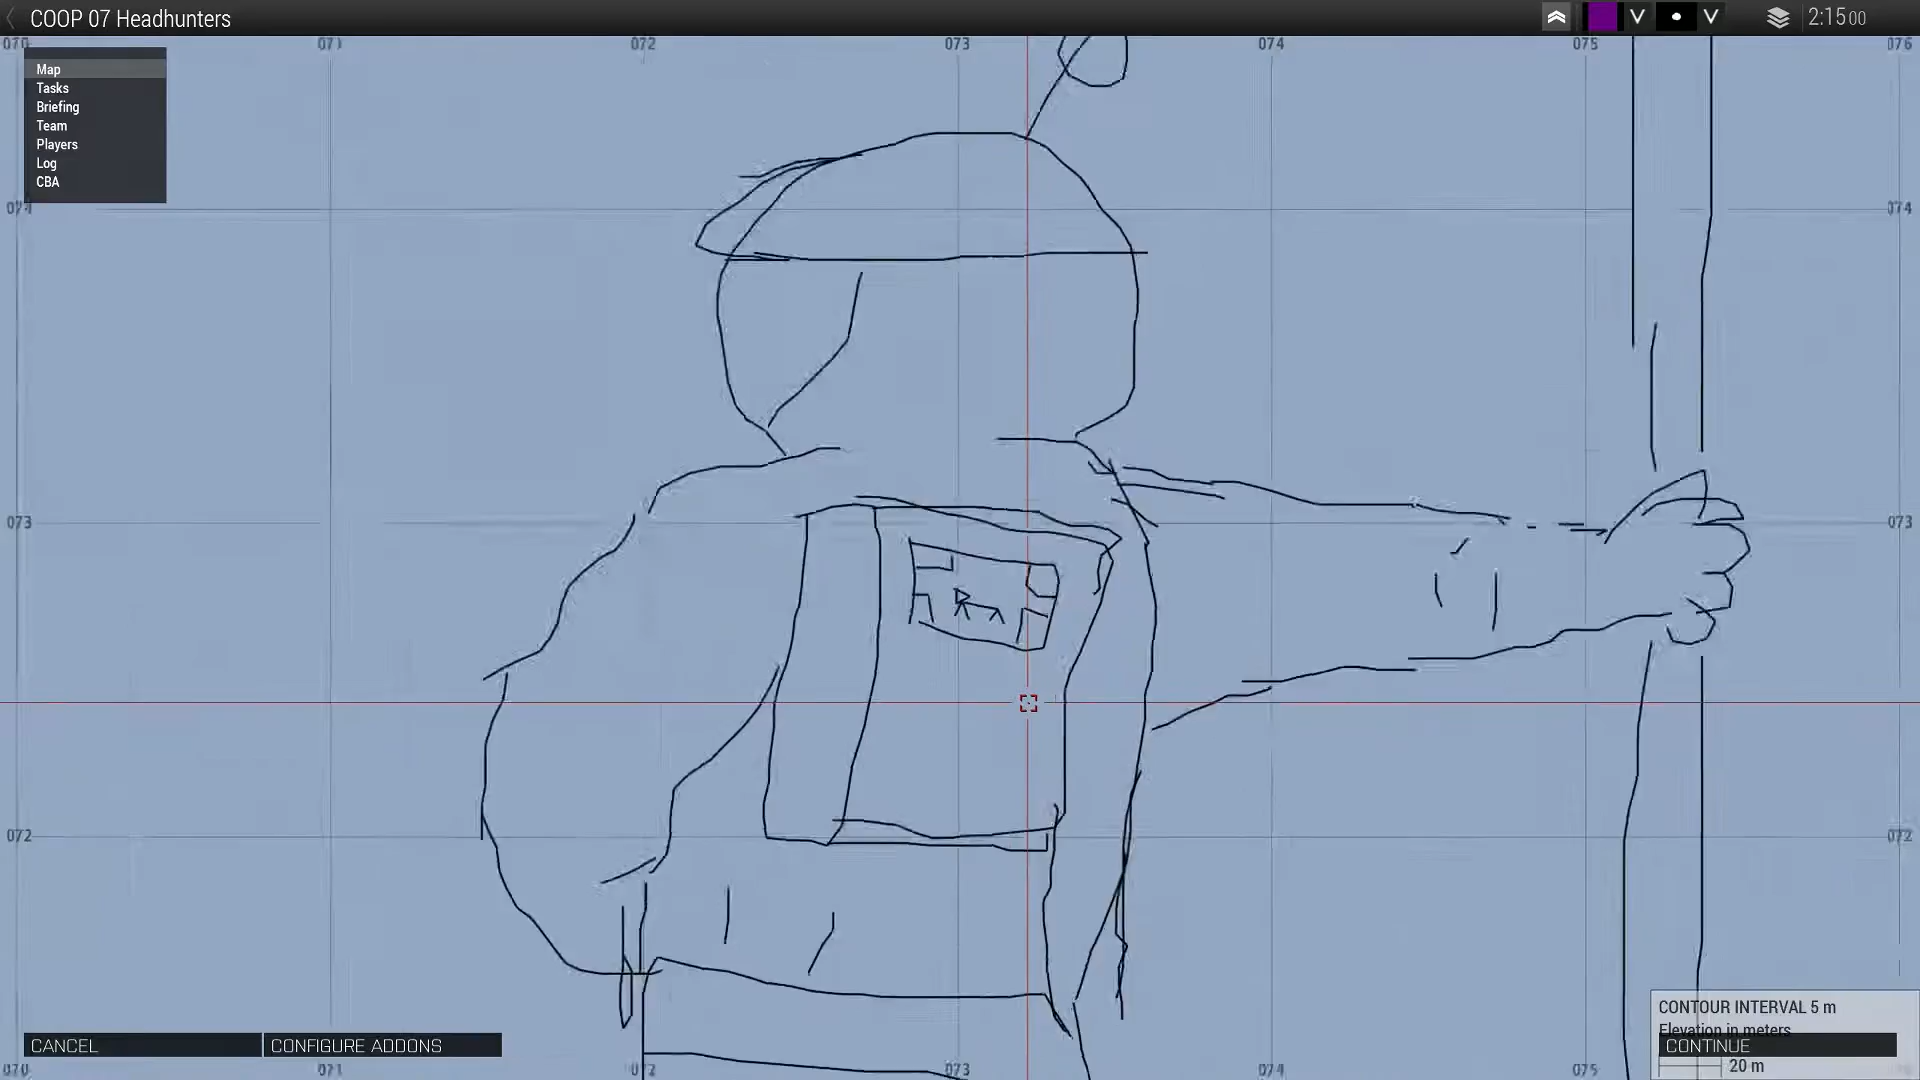 COOP 07 Headhunters
2:15 00
070 071 072 073 074 075 076
Map
Tasks
Briefing
Team
Players
Log
CBA
074 074
073 073
072 072
CONTOUR INTERVAL 5 m
Elevation in meters
CANCEL CONFIGURE ADDONS CONTINUE
20 m
070 071 072 073 074 075